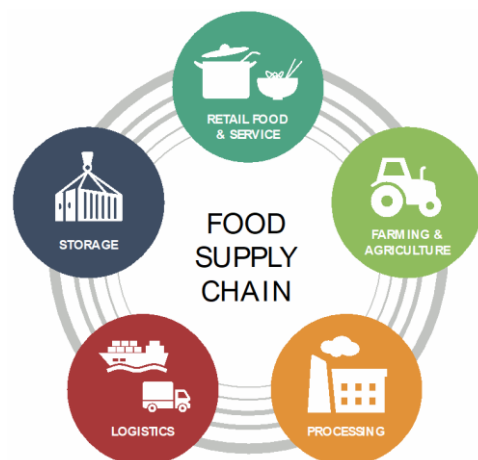 RETAIL FOOD
& SERVICE
FARMING &
AGRICULTURE
PROCESSING
LOGISTICS
STORAGE
FOOD
SUPPLY
CHAIN